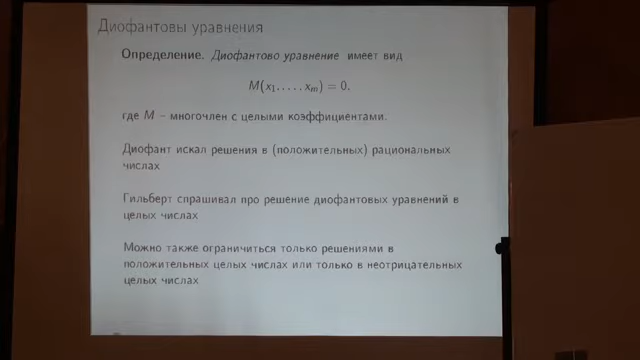 Диофантовы уравнения
Определение. Диофантово уравнение имеет вид
M(x₁, . . . , xₘ) = 0,
где M – многочлен с целыми коэффициентами.
Диофант искал решения в (положительных) рациональных
числах
Гильберт спрашивал про решение диофантовых уравнений в
целых числах
Можно также ограничиться только решениями в
положительных целых числах или только в неотрицательных
целых числах